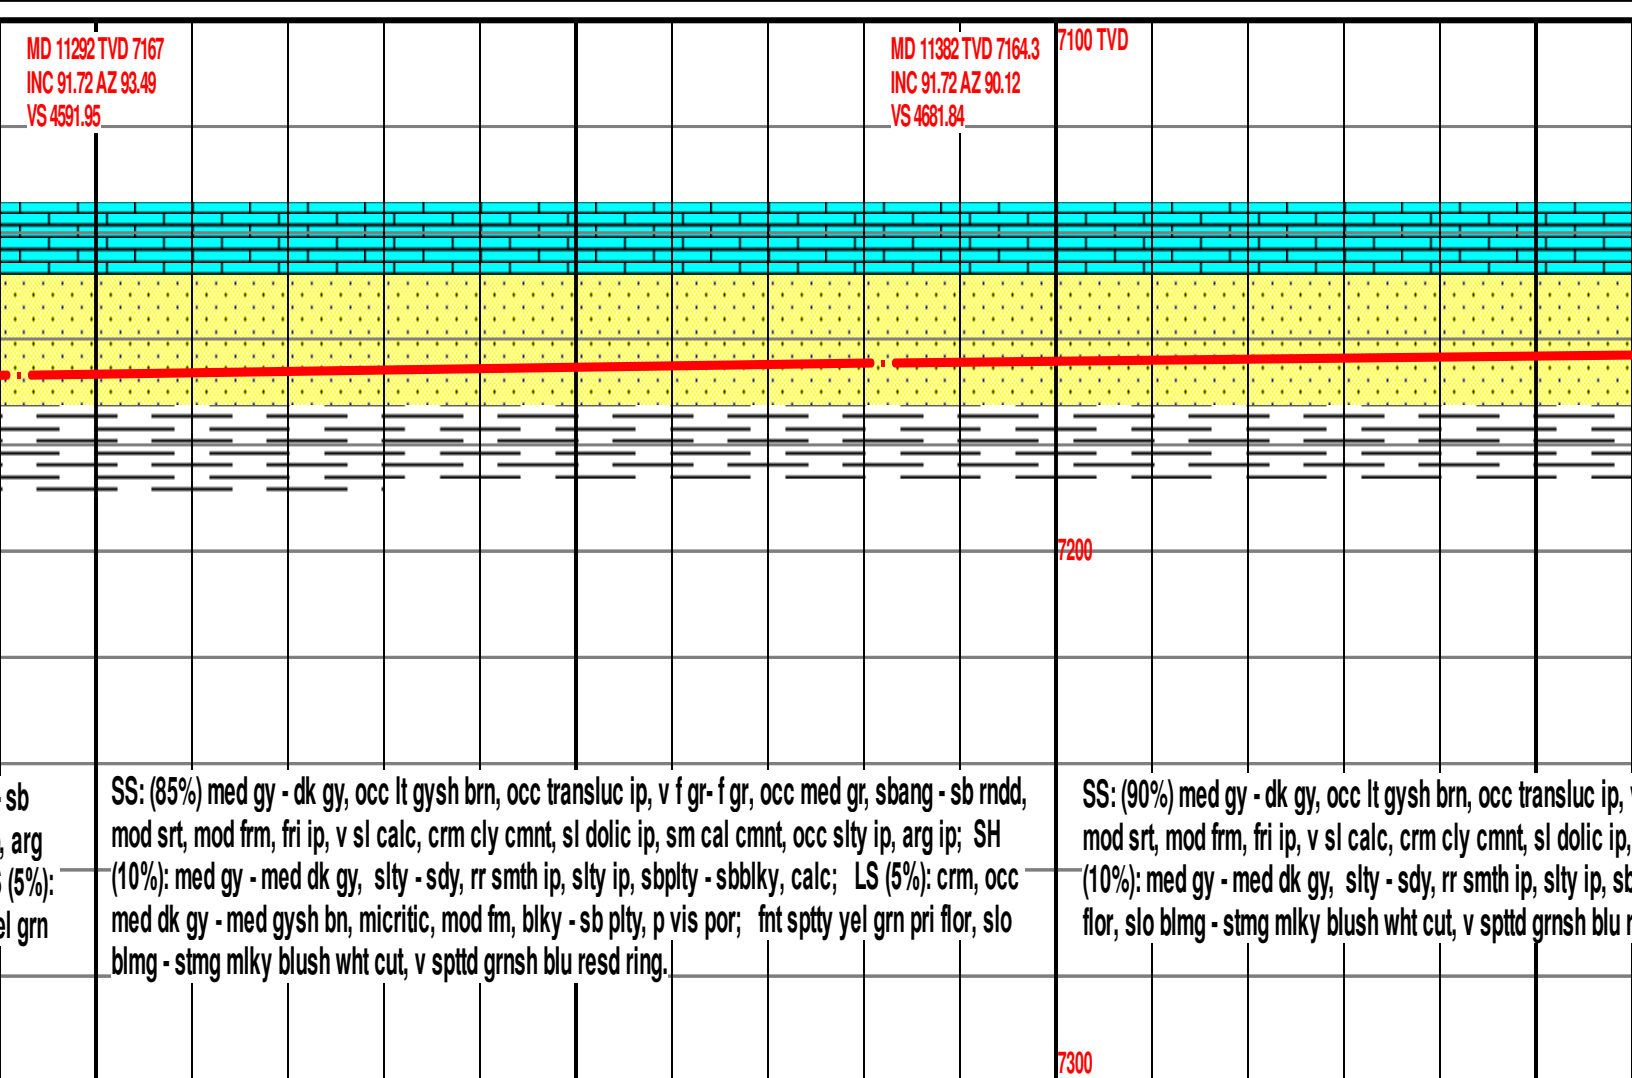 MD 11292 TVD 7167
INC 91.72 AZ 93.49
VS 4591.95
MD 11382 TVD 7164.3
INC 91.72 AZ 90.12
VS 4681.84
7100 TVD
7200
- sb
, arg
(5%):
el grn
SS: (85%) med gy - dk gy, occ lt gysh brn, occ transluc ip, v f gr- f gr, occ med gr, sbang - sb rndd,
mod srt, mod frm, fri ip, v sl calc, crm cly cmnt, sl dolic ip, sm cal cmnt, occ slty ip, arg ip; SH
(10%): med gy - med dk gy, slty - sdy, rr smth ip, slty ip, sbplty - sbblky, calc; LS (5%): crm, occ
med dk gy - med gysh bn, micritic, mod fm, blky - sb plty, p vis por; fnt sptty yel grn pri flor, slo
blmg - stmg mlky blush wht cut, v spttd grnsh blu resd ring.
SS: (90%) med gy - dk gy, occ lt gysh brn, occ transluc ip,
mod srt, mod frm, fri ip, v sl calc, crm cly cmnt, sl dolic ip,
(10%): med gy - med dk gy, slty - sdy, rr smth ip, slty ip, sb
flor, slo blmg - stmg mlky blush wht cut, v spttd grnsh blu r
7300